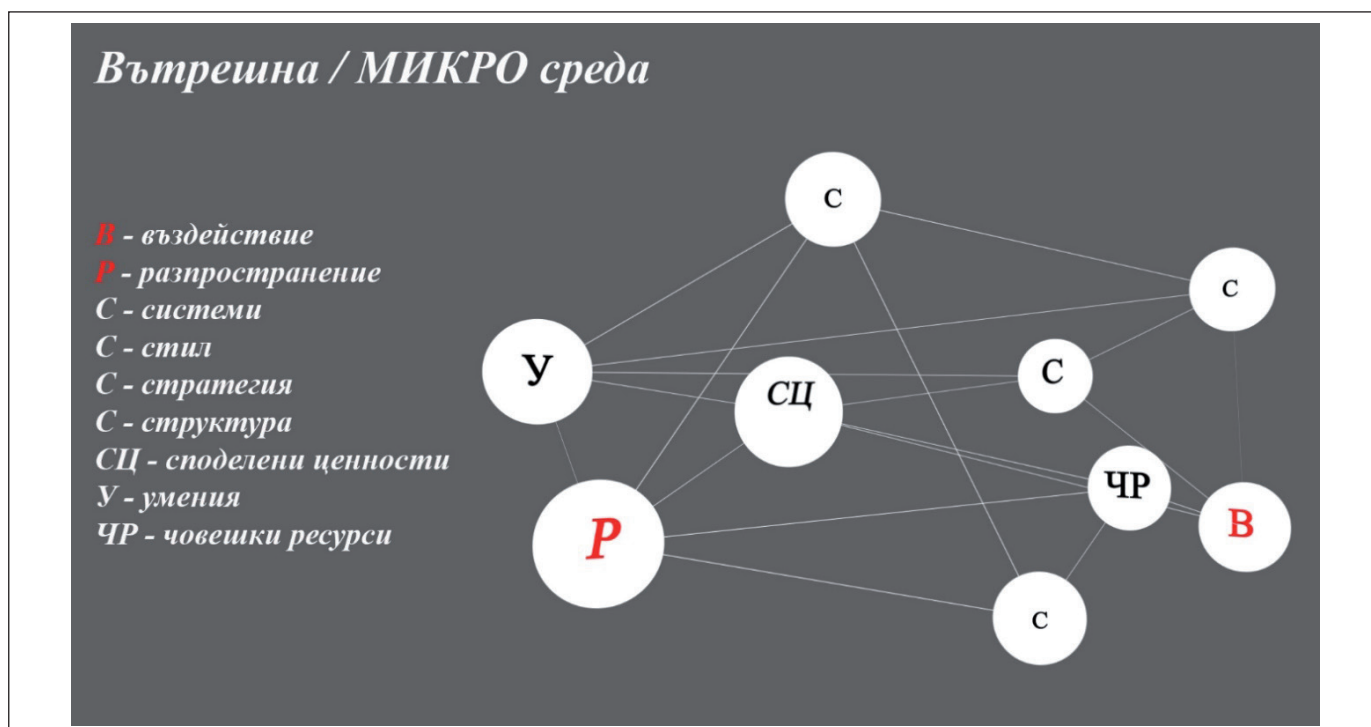 Вътрешна / МИКРО среда
В - въздействие
Р - разпространение
С - системи
С - стил
С - стратегия
С - структура
СЦ - споделени ценности
У - умения
ЧР - човешки ресурси
с
с
У
СЦ
С
ЧР
Р
В
с